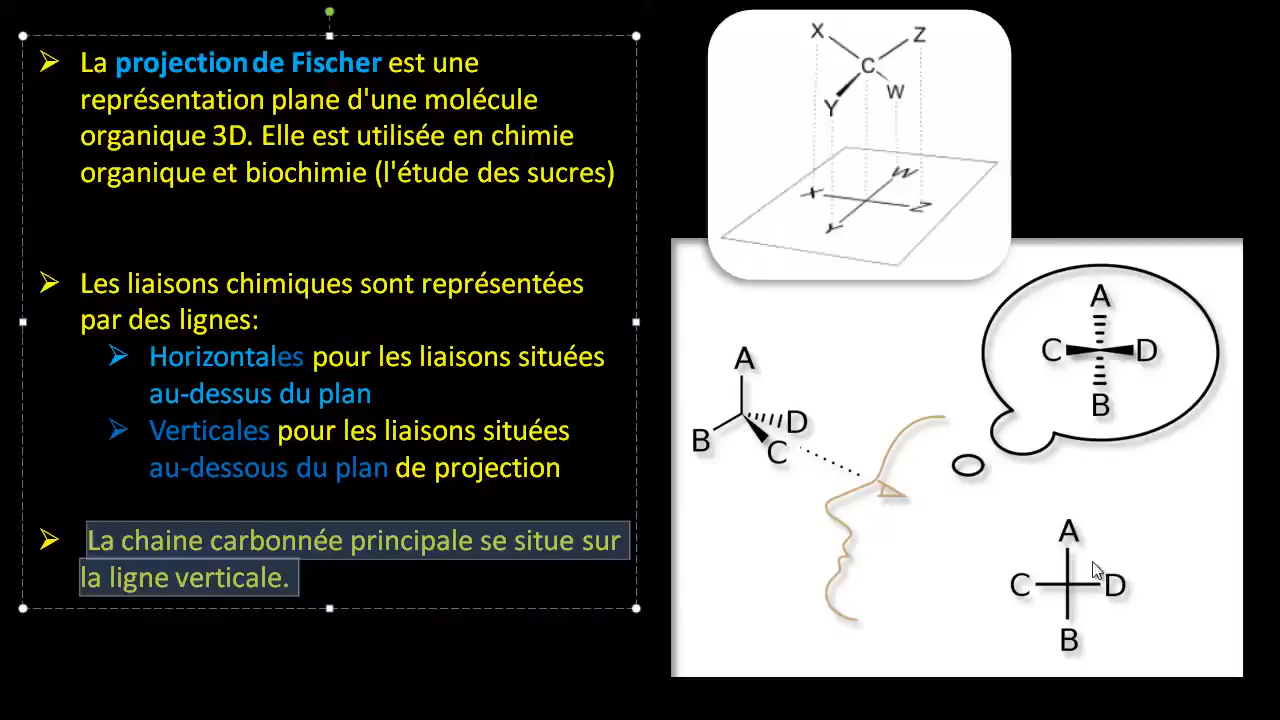 La projection de Fischer est une
représentation plane d'une molécule
organique 3D. Elle est utilisée en chimie
organique et biochimie (l'étude des sucres)
Les liaisons chimiques sont représentées
par des lignes:
Horizontales pour les liaisons situées
au-dessus du plan
Verticales pour les liaisons situées
au-dessous du plan de projection
La chaine carbonnée principale se situe sur
la ligne verticale.
X Z
C
W
Y
W
X
Z
Y
A
C D
B
A
D
B
C
A
C D
B